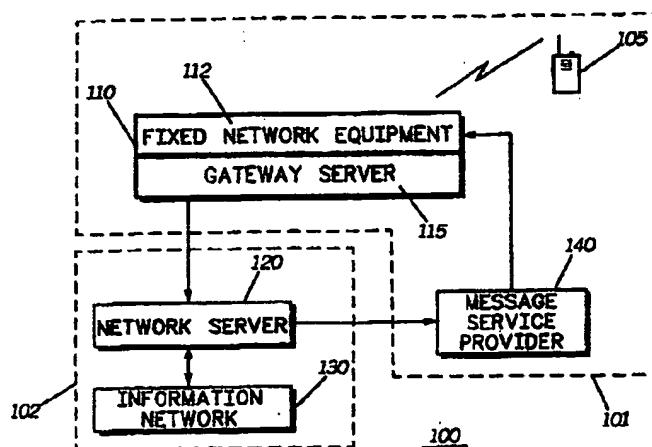 105
112
110
FIXED NETWORK EQUIPMENT
GATEWAY SERVER
115
120
140
NETWORK SERVER
MESSAGE
SERVICE
PROVIDER
130
INFORMATION
NETWORK
102
100
101